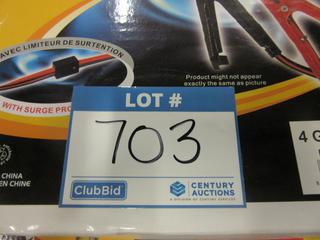 AVEC LIMITEUR DE SURTENTION
WITH SURGE PRO
Product might not appear
exactly the same as picture
LOT #
703
ClubBid
CENTURY
AUCTIONS
A DIVISION OF CENTURY SERVICES
4 G
CHINA
EN CHINE